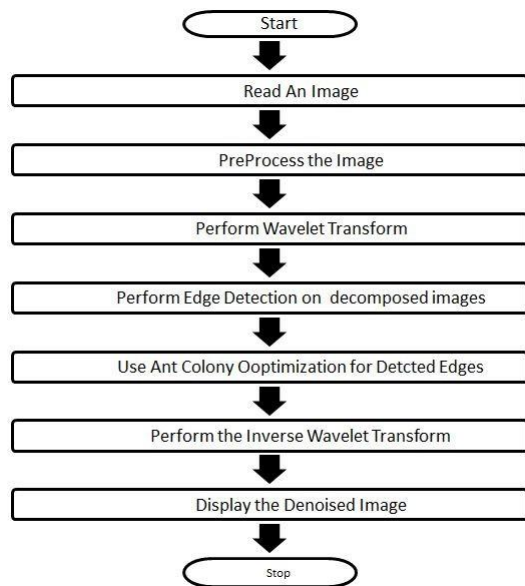 Start
Read An Image
PreProcess the Image
Perform Wavelet Transform
Perform Edge Detection on decomposed images
Use Ant Colony Ooptimization for Detcted Edges
Perform the Inverse Wavelet Transform
Display the Denoised Image
Stop